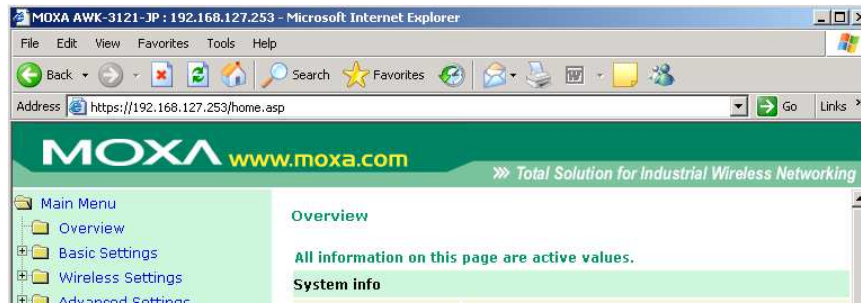 MOXA AWK-3121-JP : 192.168.127.253 - Microsoft Internet Explorer
File Edit View Favorites Tools Help
Back Search Favorites
Address https://192.168.127.253/home.asp Go Links
MOXA www.moxa.com
Total Solution for Industrial Wireless Networking
Main Menu
Overview
Basic Settings
Wireless Settings
Advanced Settings
Overview
All information on this page are active values.
System info